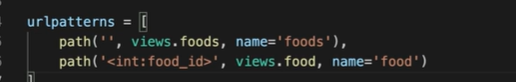 urlpatterns = [
    path('', views.foods, name='foods'),
    path('<int:food_id>', views.food, name='food')
]